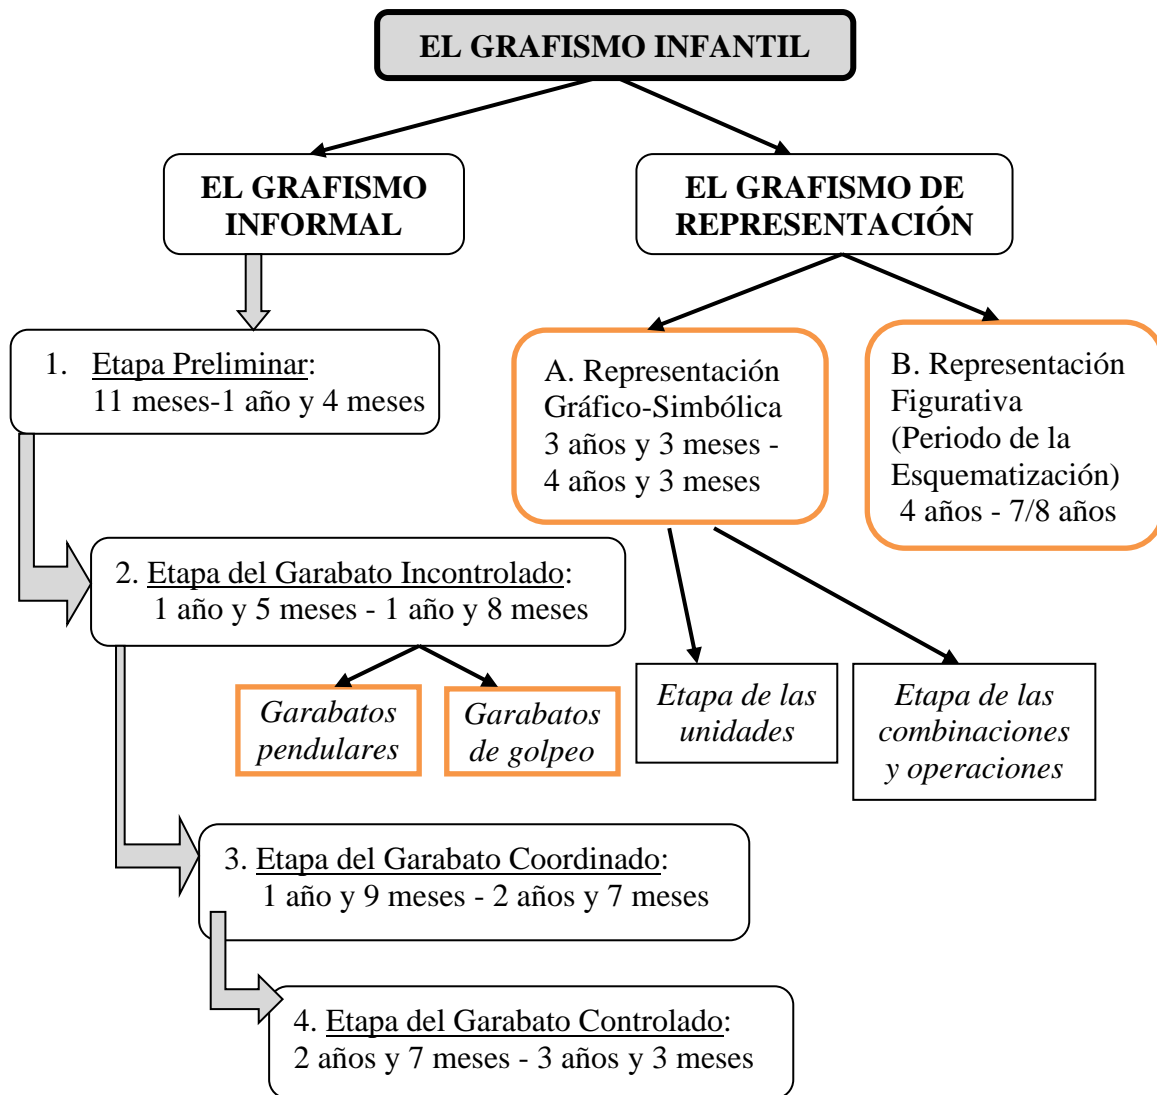 EL GRAFISMO INFANTIL
EL GRAFISMO
INFORMAL
EL GRAFISMO DE
REPRESENTACIÓN
1. Etapa Preliminar:
11 meses-1 año y 4 meses
A. Representación
Gráfico-Simbólica
3 años y 3 meses -
4 años y 3 meses
B. Representación
Figurativa
(Periodo de la
Esquematización)
4 años - 7/8 años
2. Etapa del Garabato Incontrolado:
1 año y 5 meses - 1 año y 8 meses
Garabatos
pendulares
Garabatos
de golpeo
Etapa de las
unidades
Etapa de las
combinaciones
y operaciones
3. Etapa del Garabato Coordinado:
1 año y 9 meses - 2 años y 7 meses
4. Etapa del Garabato Controlado:
2 años y 7 meses - 3 años y 3 meses